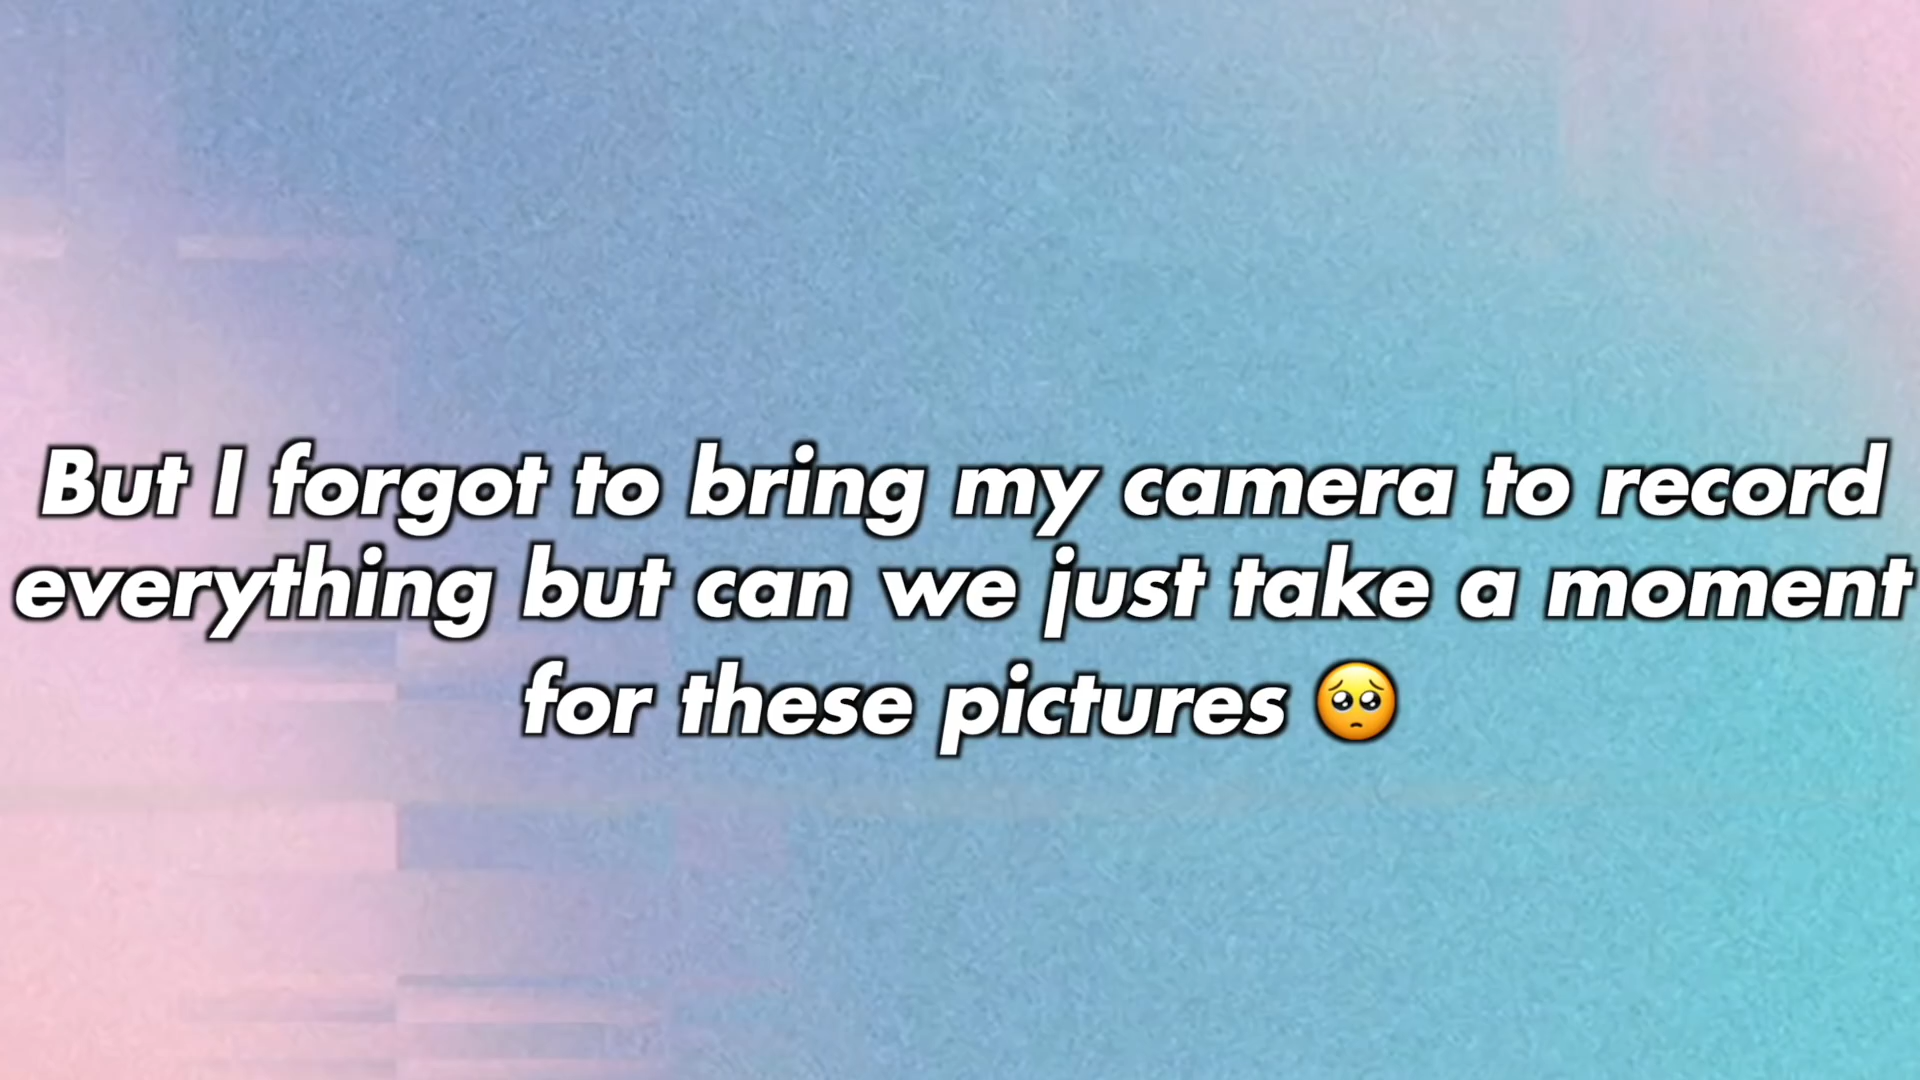 But I forgot to bring my camera to record
everything but can we just take a moment
for these pictures 🥺